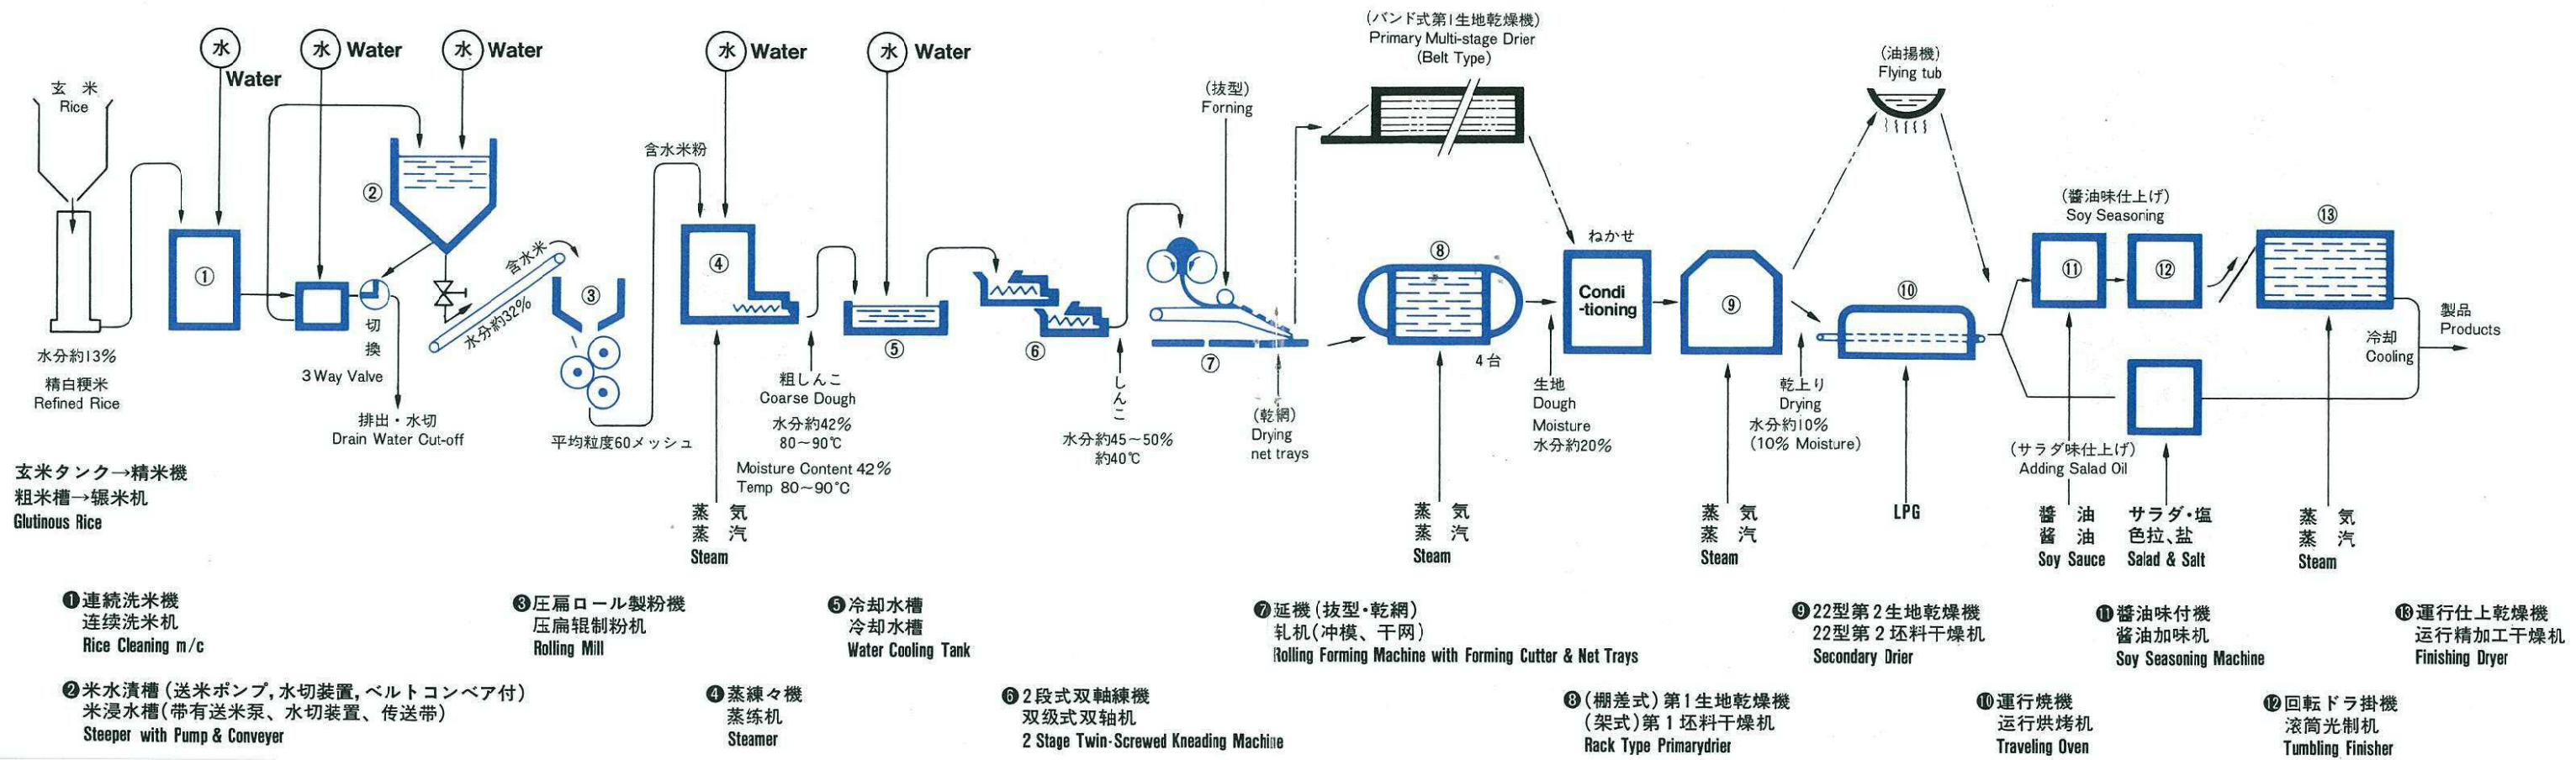 玄 米
Rice
水分約13%
精白粳米
Refined Rice
玄米タンク→精米機
粗米槽→辗米机
Glutinous Rice
水
Water
①
水 Water
水 Water
②
切
換
3 Way Valve
排出・水切
Drain Water Cut-off
含水米
水分約32%
③
平均粒度60メッシュ
含水米粉
水 Water
④
蒸 気
蒸 汽
Steam
粗しんこ
Coarse Dough
水分約42%
80～90℃
Moisture Content 42%
Temp 80～90℃
水 Water
⑤
⑥
しんこ
水分約45～50%
約40℃
(抜型)
Forning
⑦
(乾網)
Drying
net trays
(バンド式第1生地乾燥機)
Primary Multi-stage Drier
(Belt Type)
⑧
4台
蒸 気
蒸 汽
Steam
生地
Dough
Moisture
水分約20%
ねかせ
Condi
-tioning
⑨
蒸 気
蒸 汽
Steam
乾上り
Drying
水分約10%
(10% Moisture)
(油揚機)
Flying tub
⑩
LPG
(醬油味仕上げ)
Soy Seasoning
⑪
⑫
(サラダ味仕上げ)
Adding Salad Oil
醬 油
酱 油
Soy Sauce
サラダ・塩
色拉、盐
Salad & Salt
⑬
蒸 気
蒸 汽
Steam
冷却
Cooling
製品
Products
❶連続洗米機
连续洗米机
Rice Cleaning m/c
❷米水漬槽(送米ポンプ,水切装置,ベルトコンベア付)
米浸水槽(带有送米泵、水切装置、传送帯)
Steeper with Pump & Conveyer
❸圧扁ロール製粉機
压扁辊制粉机
Rolling Mill
❹蒸練々機
蒸练机
Steamer
❺冷却水槽
冷却水槽
Water Cooling Tank
❻2段式双軸練機
双级式双轴机
2 Stage Twin-Screwed Kneading Machine
❼延機(抜型・乾網)
轧机(冲模、干网)
Rolling Forming Machine with Forming Cutter & Net Trays
❽(棚差式)第1生地乾燥機
(架式)第1坯料干燥机
Rack Type Primarydrier
❾22型第2生地乾燥機
22型第2坯料干燥机
Secondary Drier
❿運行焼機
运行烘烤机
Traveling Oven
⓫醬油味付機
酱油加味机
Soy Seasoning Machine
⓬回転ドラ掛機
滚筒光制机
Tumbling Finisher
⓭運行仕上乾燥機
运行精加工干燥机
Finishing Dryer